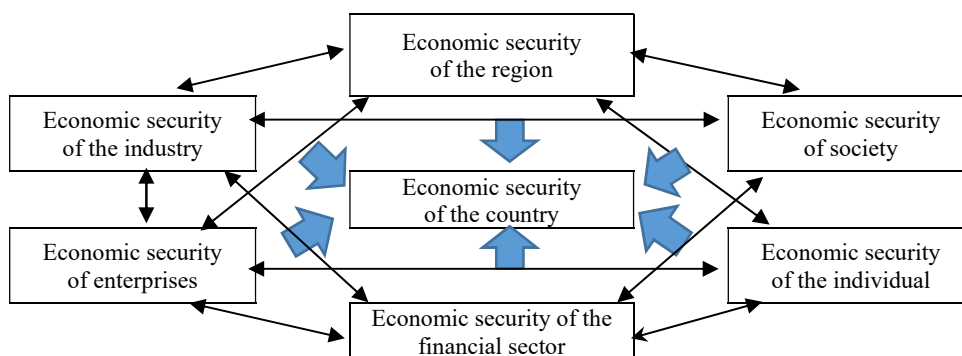 Economic security
of the region
Economic security
of the industry
Economic security
of society
Economic security
of the country
Economic security
of enterprises
Economic security
of the individual
Economic security of the
financial sector